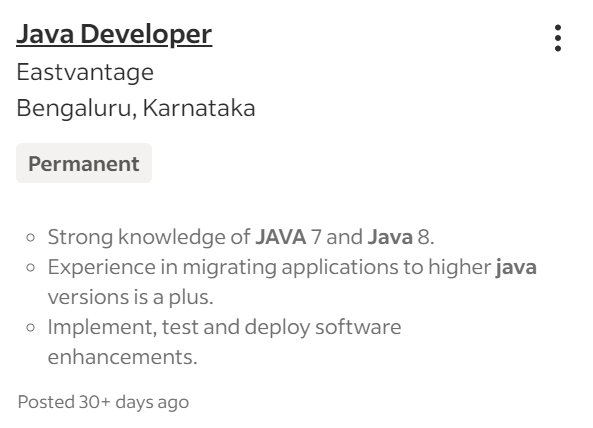 Java Developer
Eastvantage
Bengaluru, Karnataka
Permanent
Strong knowledge of JAVA 7 and Java 8.
Experience in migrating applications to higher java
versions is a plus.
Implement, test and deploy software
enhancements.
Posted 30+ days ago